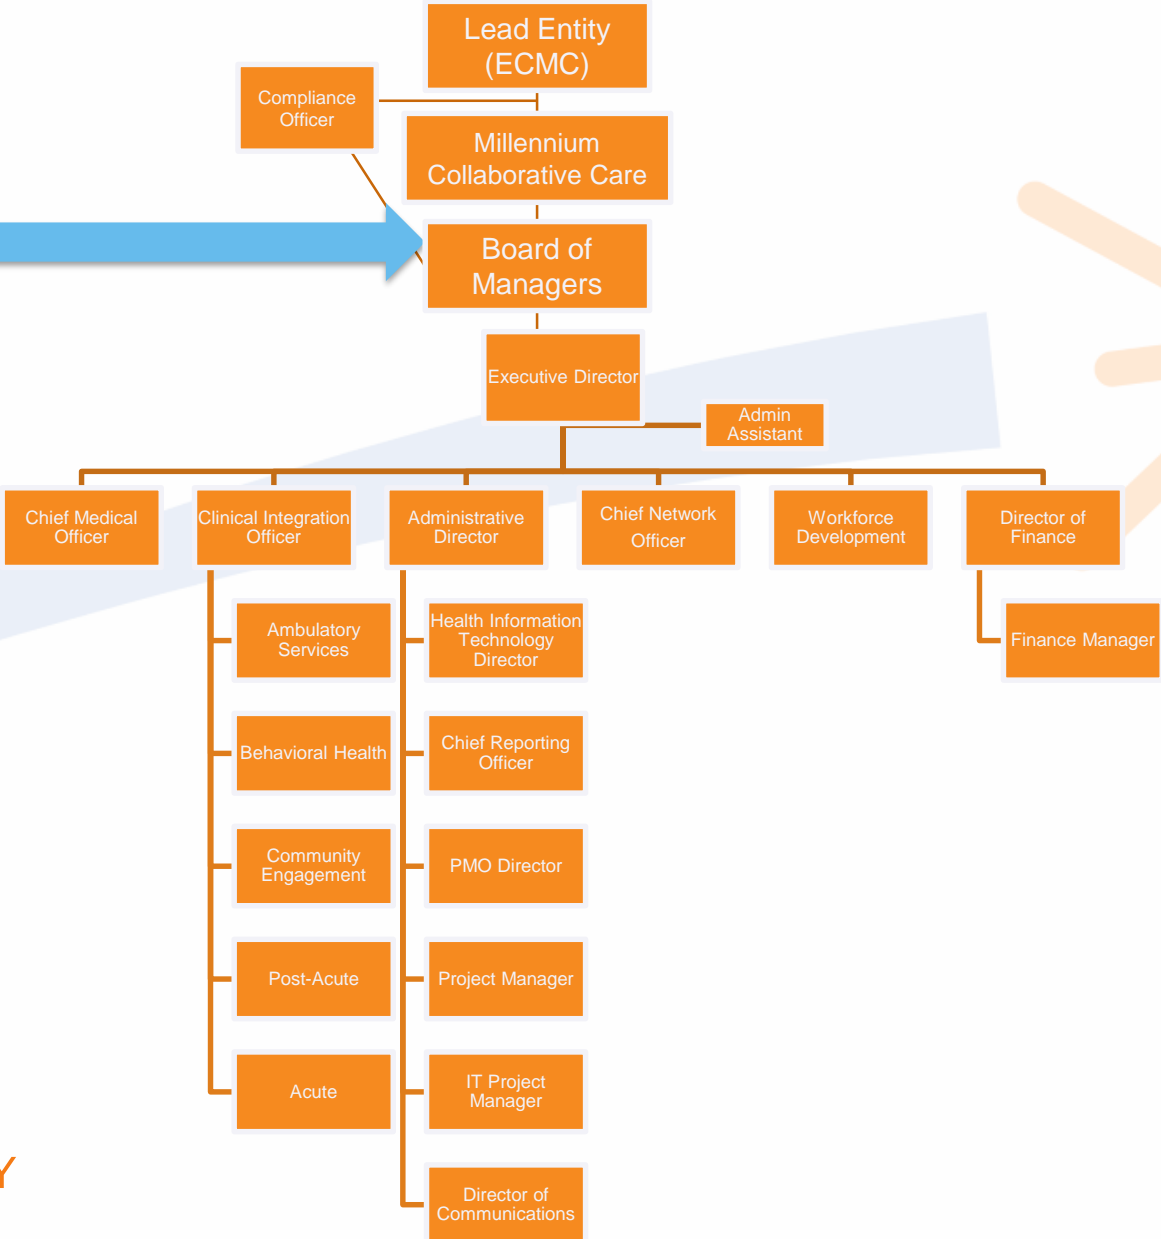 Lead Entity
(ECMC)
Compliance
Officer
Millennium
Collaborative Care
Board of
Managers
Executive Director
Admin
Assistant
Chief Medical
Officer
Clinical Integration
Officer
Administrative
Director
Chief Network
Officer
Workforce
Development
Director of
Finance
Ambulatory
Services
Behavioral Health
Community
Engagement
Post-Acute
Acute
Health Information
Technology
Director
Chief Reporting
Officer
PMO Director
Project Manager
IT Project
Manager
Director of
Communications
Finance Manager
Y